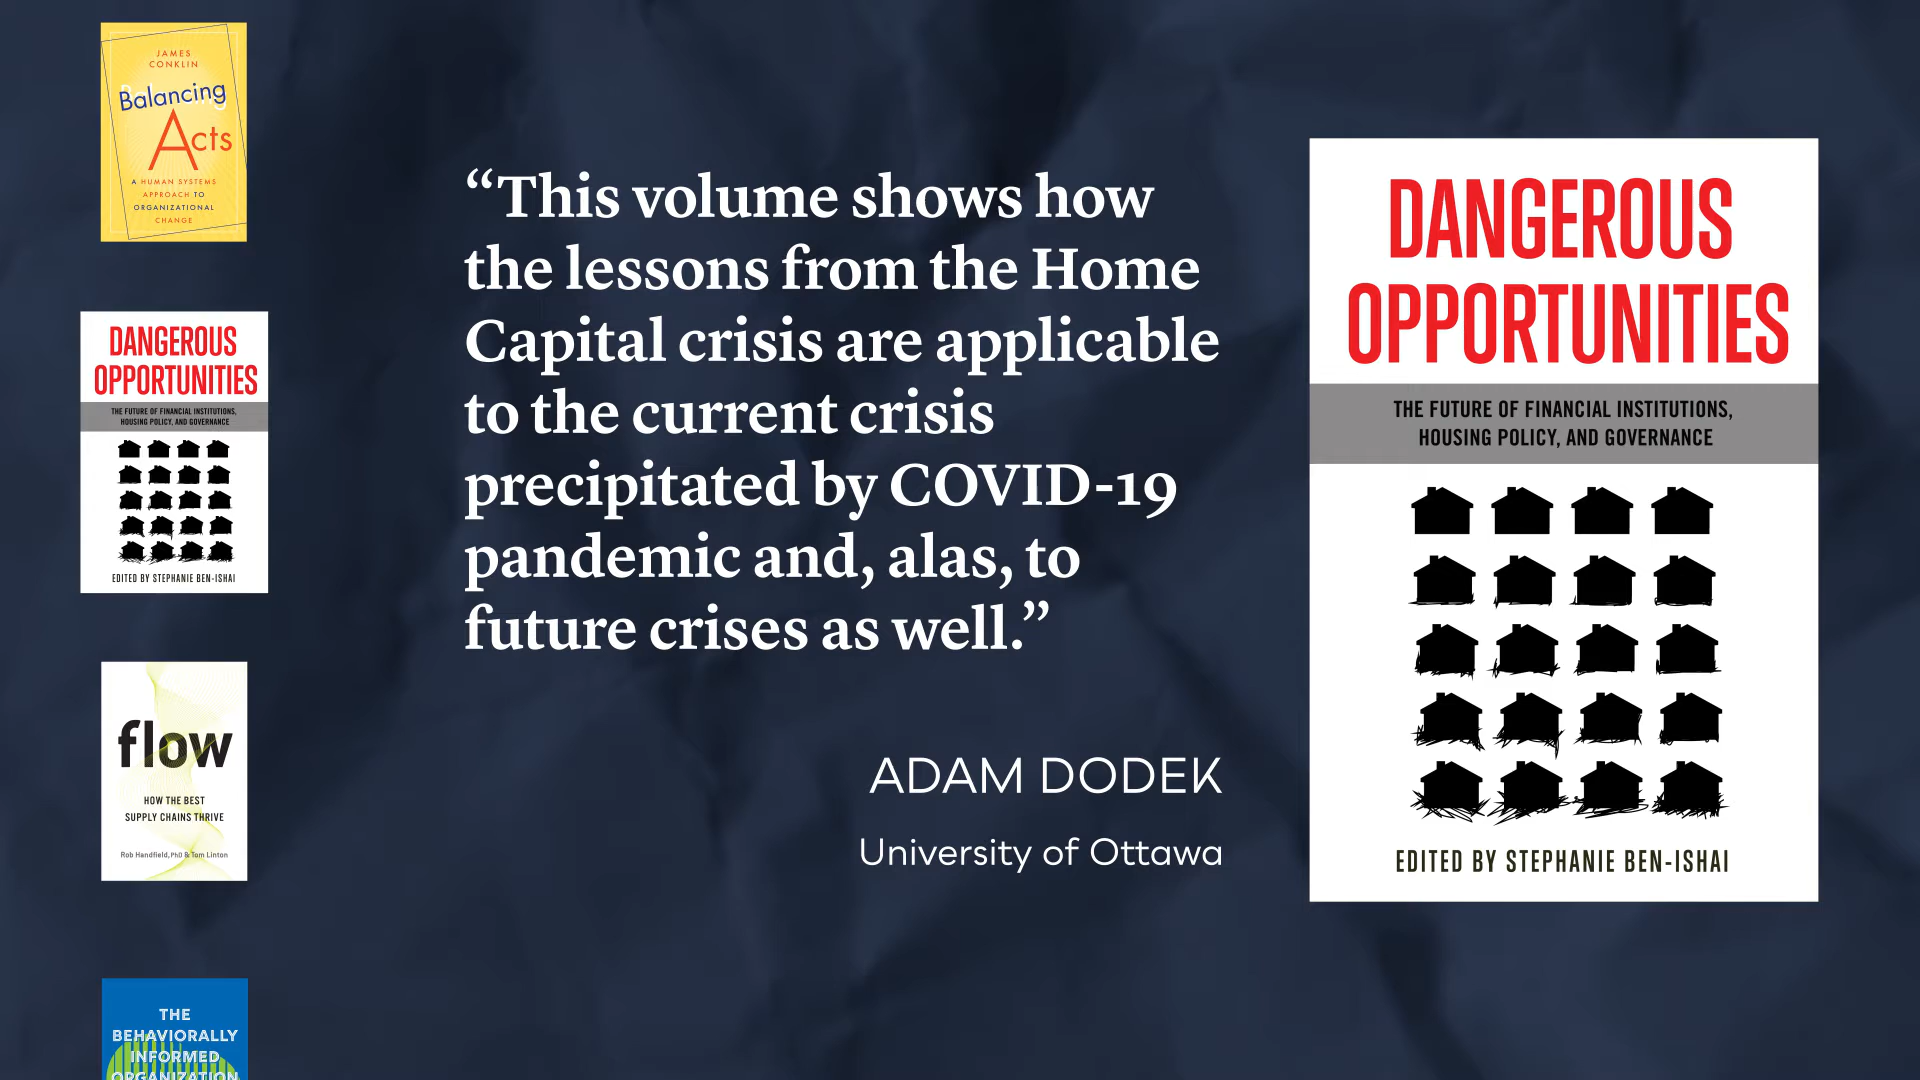 JAMES
CONKLIN
Balancing
Acts
A HUMAN SYSTEMS
APPROACH TO
ORGANIZATIONAL
CHANGE
DANGEROUS
OPPORTUNITIES
THE FUTURE OF FINANCIAL INSTITUTIONS,
HOUSING POLICY, AND GOVERNANCE
EDITED BY STEPHANIE BEN-ISHAI
flow
HOW THE BEST
SUPPLY CHAINS THRIVE
Rob Handfield, PhD & Tom Linton
THE
BEHAVIORALLY
INFORMED
ORGANIZATION
“This volume shows how
the lessons from the Home
Capital crisis are applicable
to the current crisis
precipitated by COVID-19
pandemic and, alas, to
future crises as well.”
ADAM DODEK
University of Ottawa
DANGEROUS
OPPORTUNITIES
THE FUTURE OF FINANCIAL INSTITUTIONS,
HOUSING POLICY, AND GOVERNANCE
EDITED BY STEPHANIE BEN-ISHAI